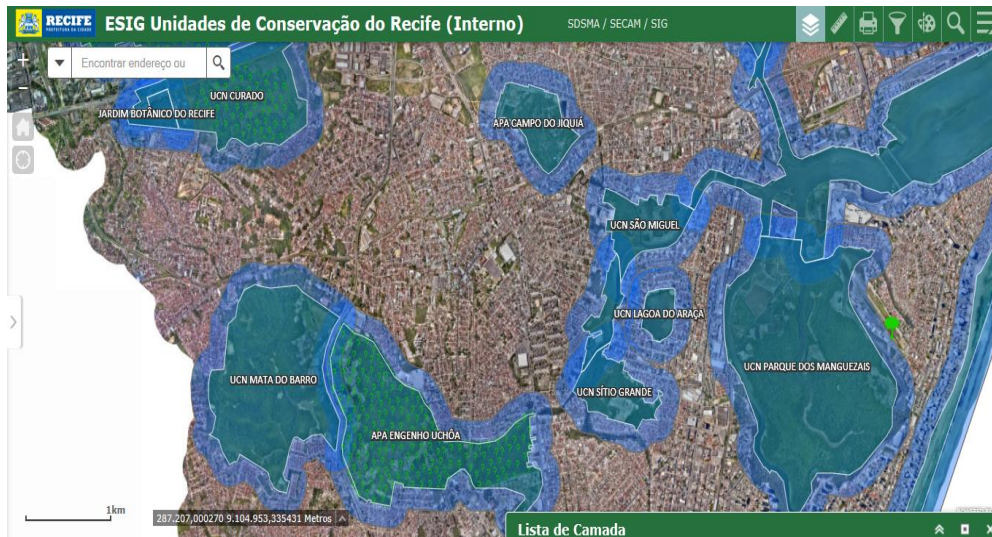 RECIFE
PREFEITURA DA CIDADE
ESIG Unidades de Conservação do Recife (Interno)
SDSMA / SECAM / SIG
Encontrar endereço ou
UCN CURADO
JARDIM BOTÂNICO DO RECIFE
APA CAMPO DO JIQUIÁ
UCN SÃO MIGUEL
UCN LAGOA DO ARAÇA
UCN PARQUE DOS MANGUEZAIS
UCN MATA DO BARRO
UCN SÍTIO GRANDE
APA ENGENHO UCHÔA
1km
287.207,000270 9.104.953,335431 Metros
Lista de Camada